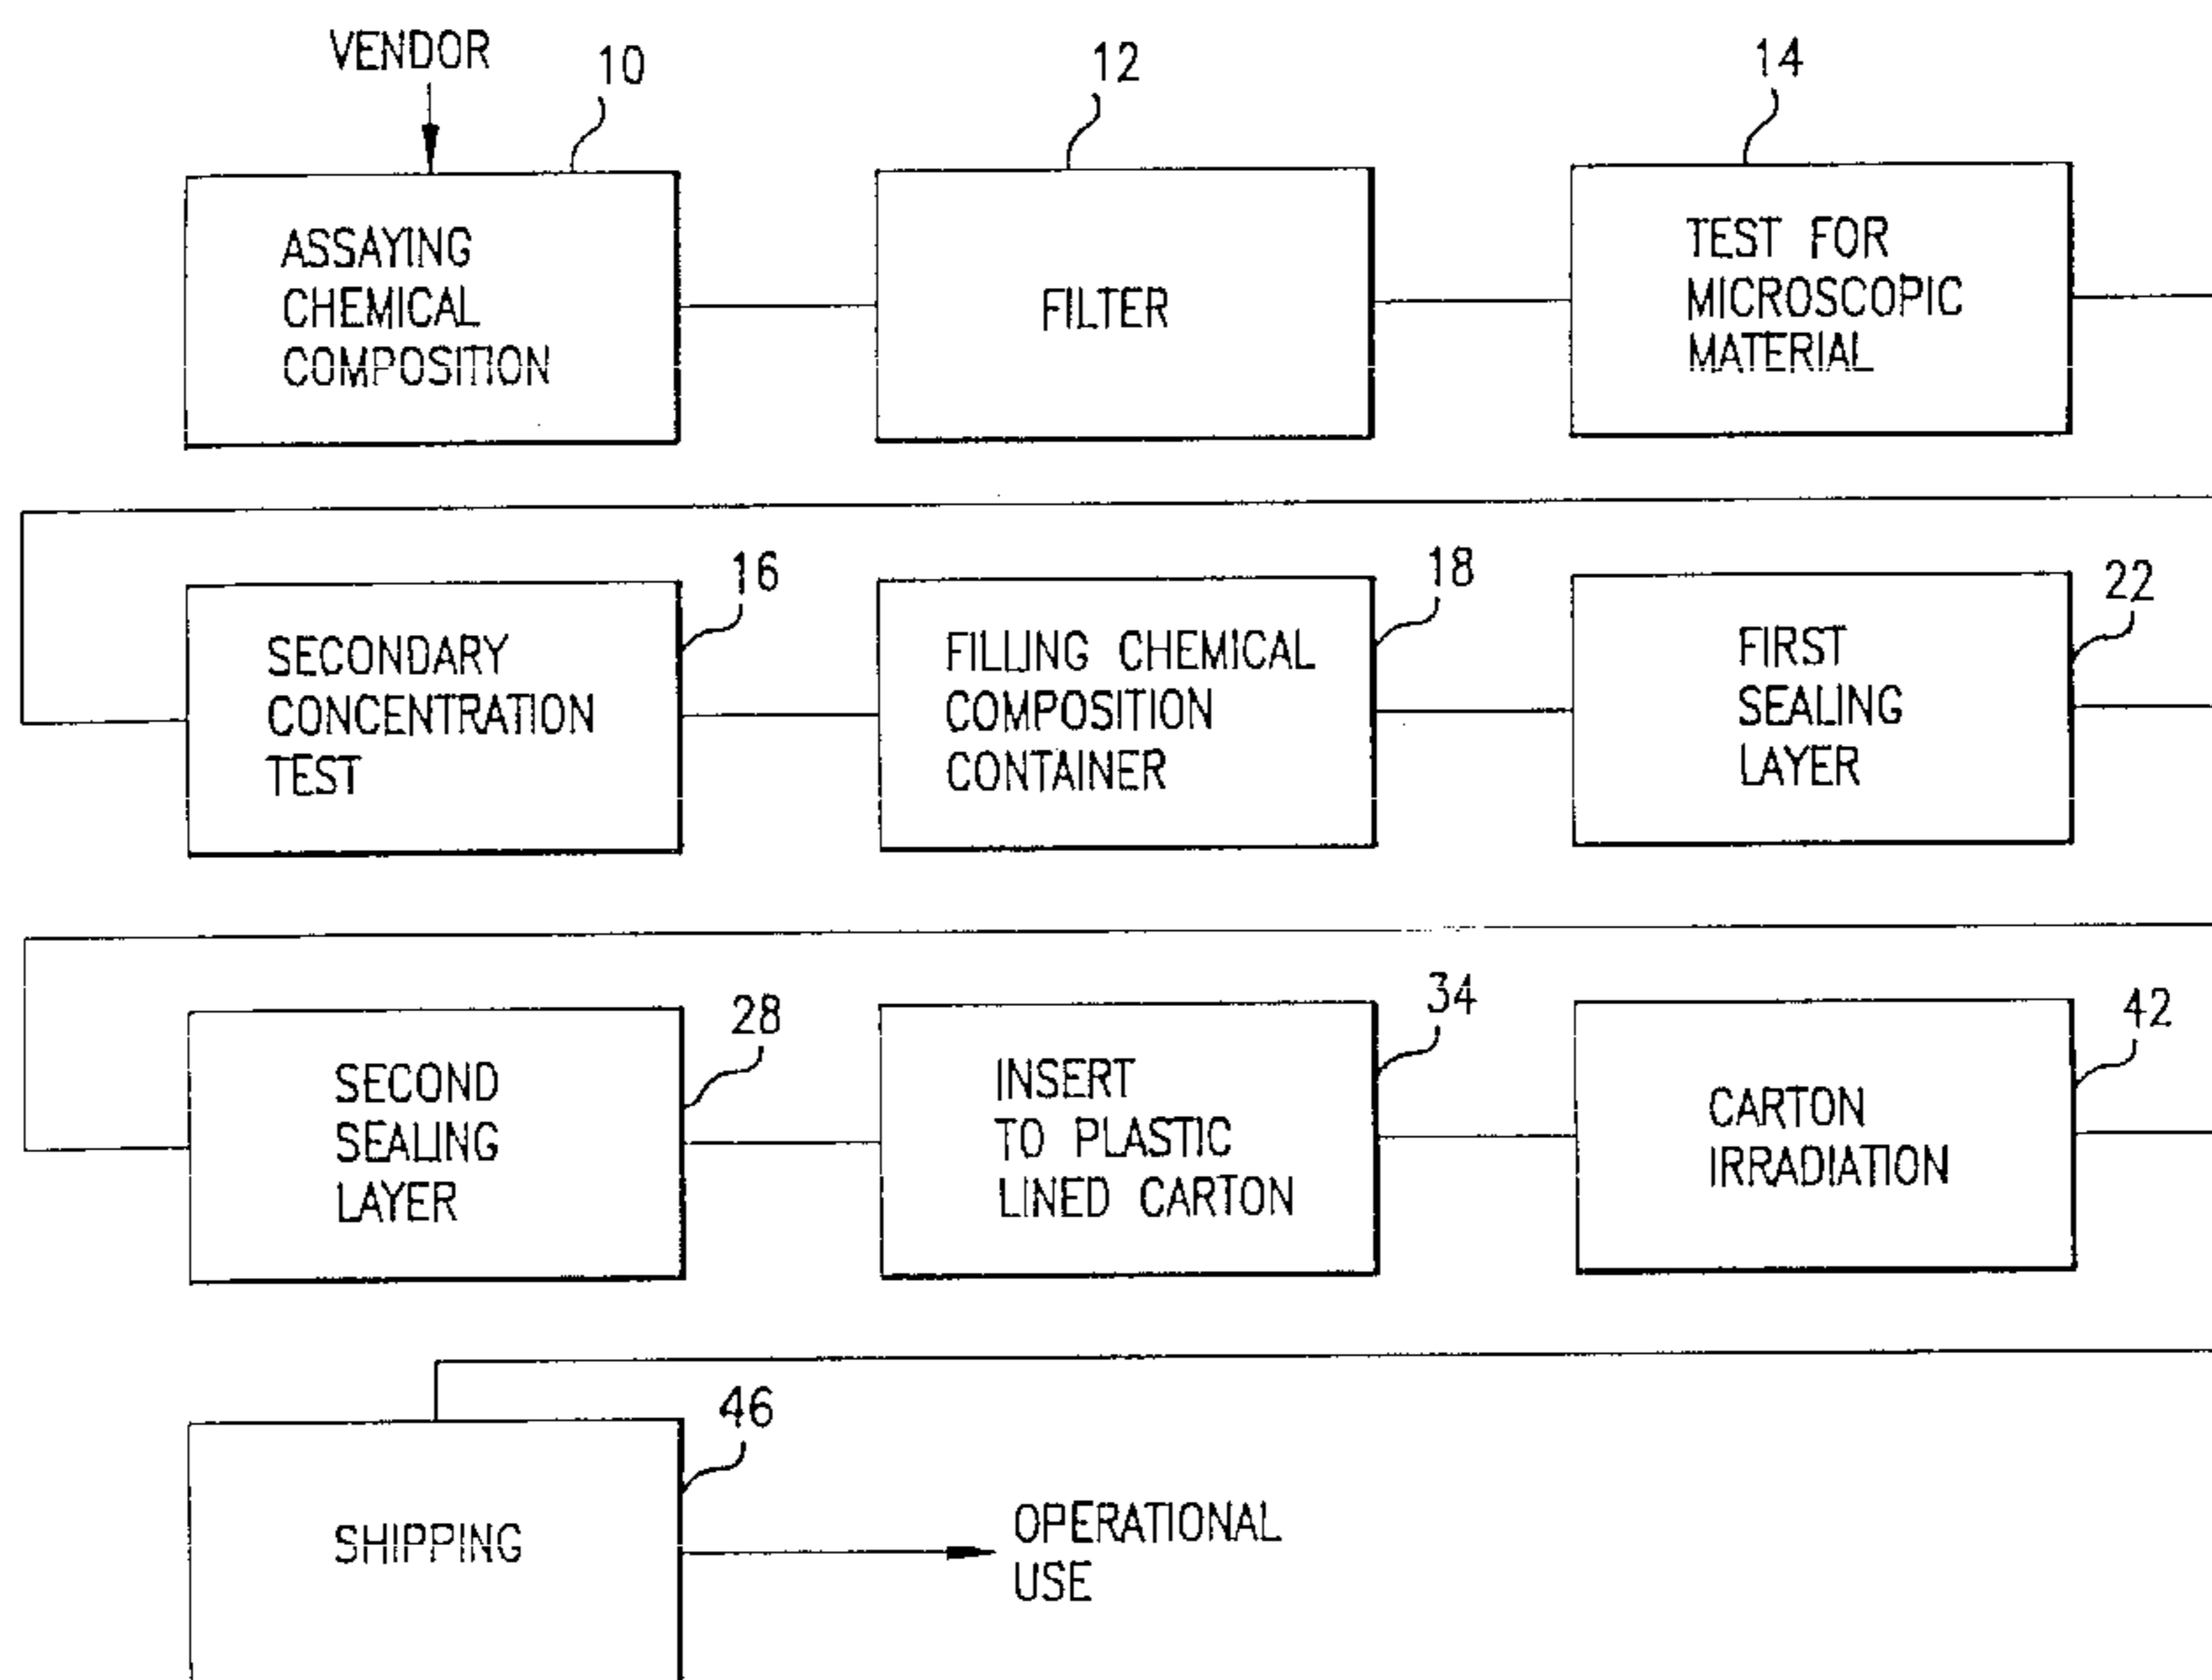 VENDOR
10
12
14
ASSAYING
CHEMICAL
COMPOSITION
FILTER
TEST FOR
MICROSCOPIC
MATERIAL
16
18
22
SECONDARY
CONCENTRATION
TEST
FILLING CHEMICAL
COMPOSITION
CONTAINER
FIRST
SEALING
LAYER
28
34
42
SECOND
SEALING
LAYER
INSERT
TO PLASTIC
LINED CARTON
CARTON
IRRADIATION
46
SHIPPING
OPERATIONAL
USE